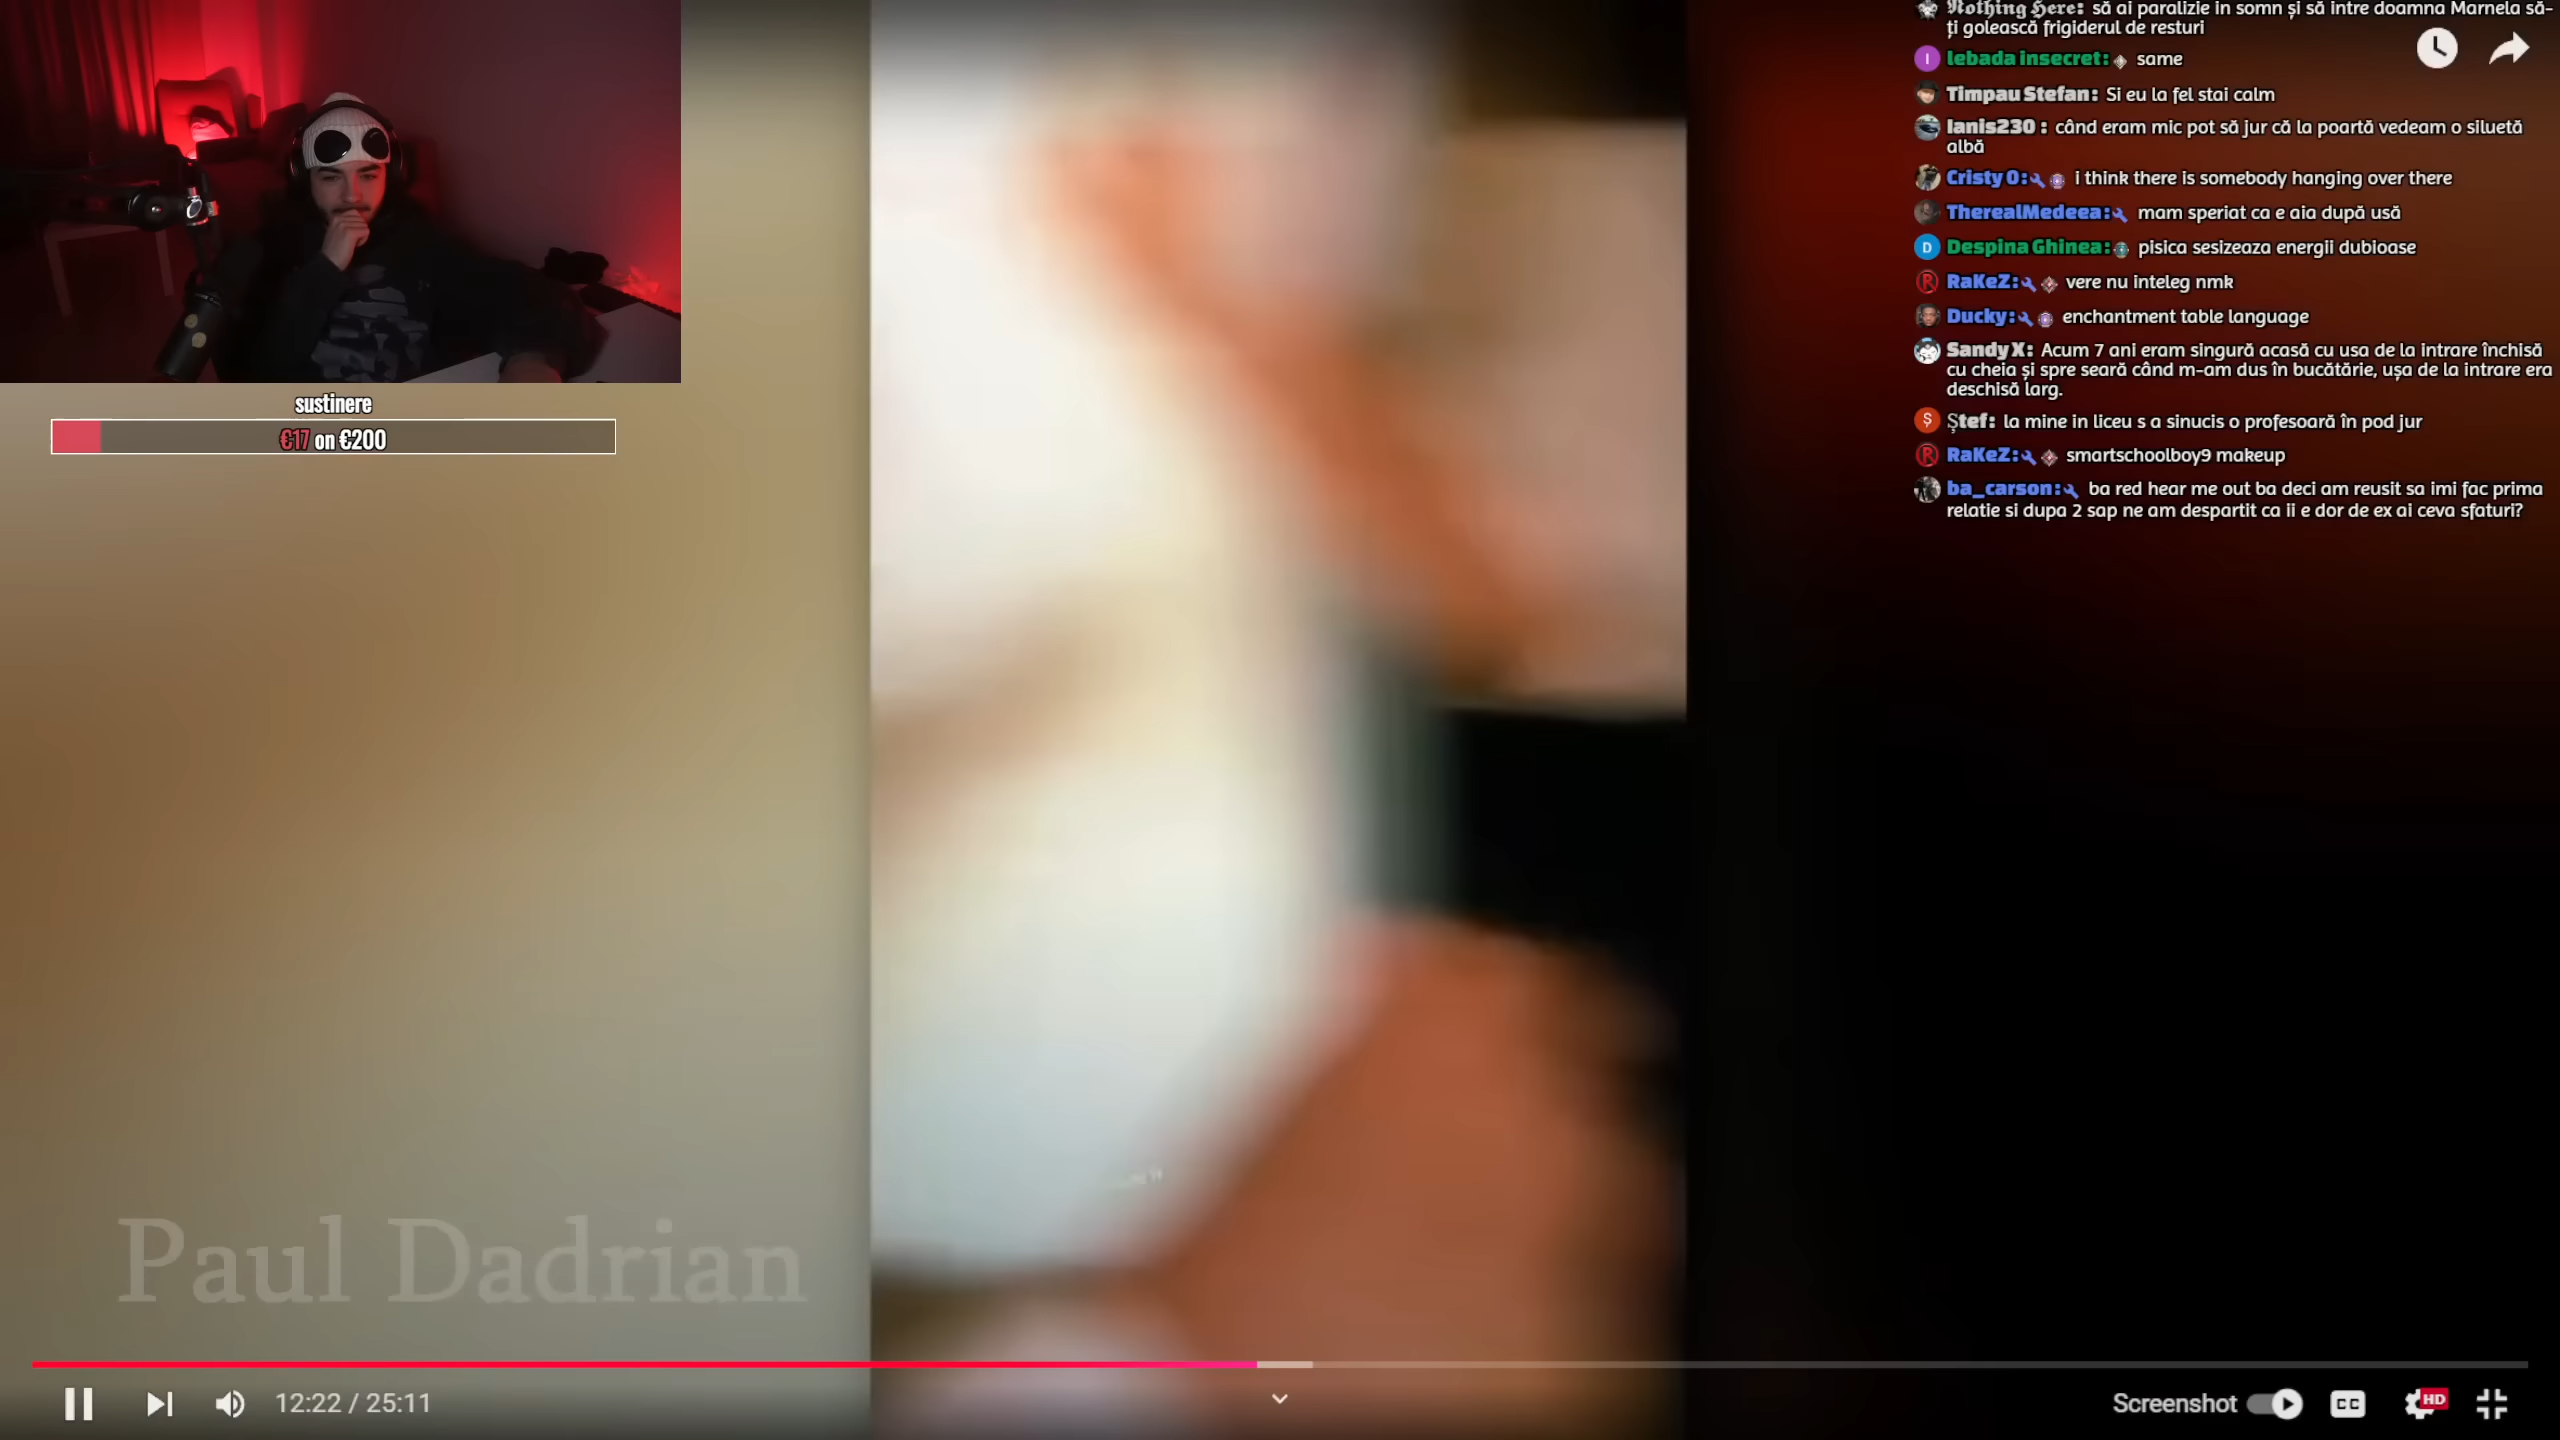 Nothing Here: să ai paralizie in somn și să intre doamna Marnela să-
ți golească frigiderul de resturi
lebada insecret: same
Timpau Stefan: Si eu la fel stai calm
Ianis230 : când eram mic pot să jur că la poartă vedeam o siluetă
albă
Cristy O: i think there is somebody hanging over there
TherealMedeea: mam speriat ca e aia după usă
D Despina Ghinea: pisica sesizeaza energii dubioase
R RaKeZ: vere nu inteleg nmk
Ducky: enchantment table language
Sandy X: Acum 7 ani eram singură acasă cu usa de la intrare închisă
cu cheia și spre seară când m-am dus în bucătărie, ușa de la intrare era
deschisă larg.
Ș Ștef: la mine in liceu s a sinucis o profesoară în pod jur
R RaKeZ: smartschoolboy9 makeup
ba_carson: ba red hear me out ba deci am reusit sa imi fac prima
relatie si dupa 2 sap ne am despartit ca ii e dor de ex ai ceva sfaturi?
sustinere
€17 on €200
Paul Dadrian
12:22 / 25:11
Screenshot
CC
HD